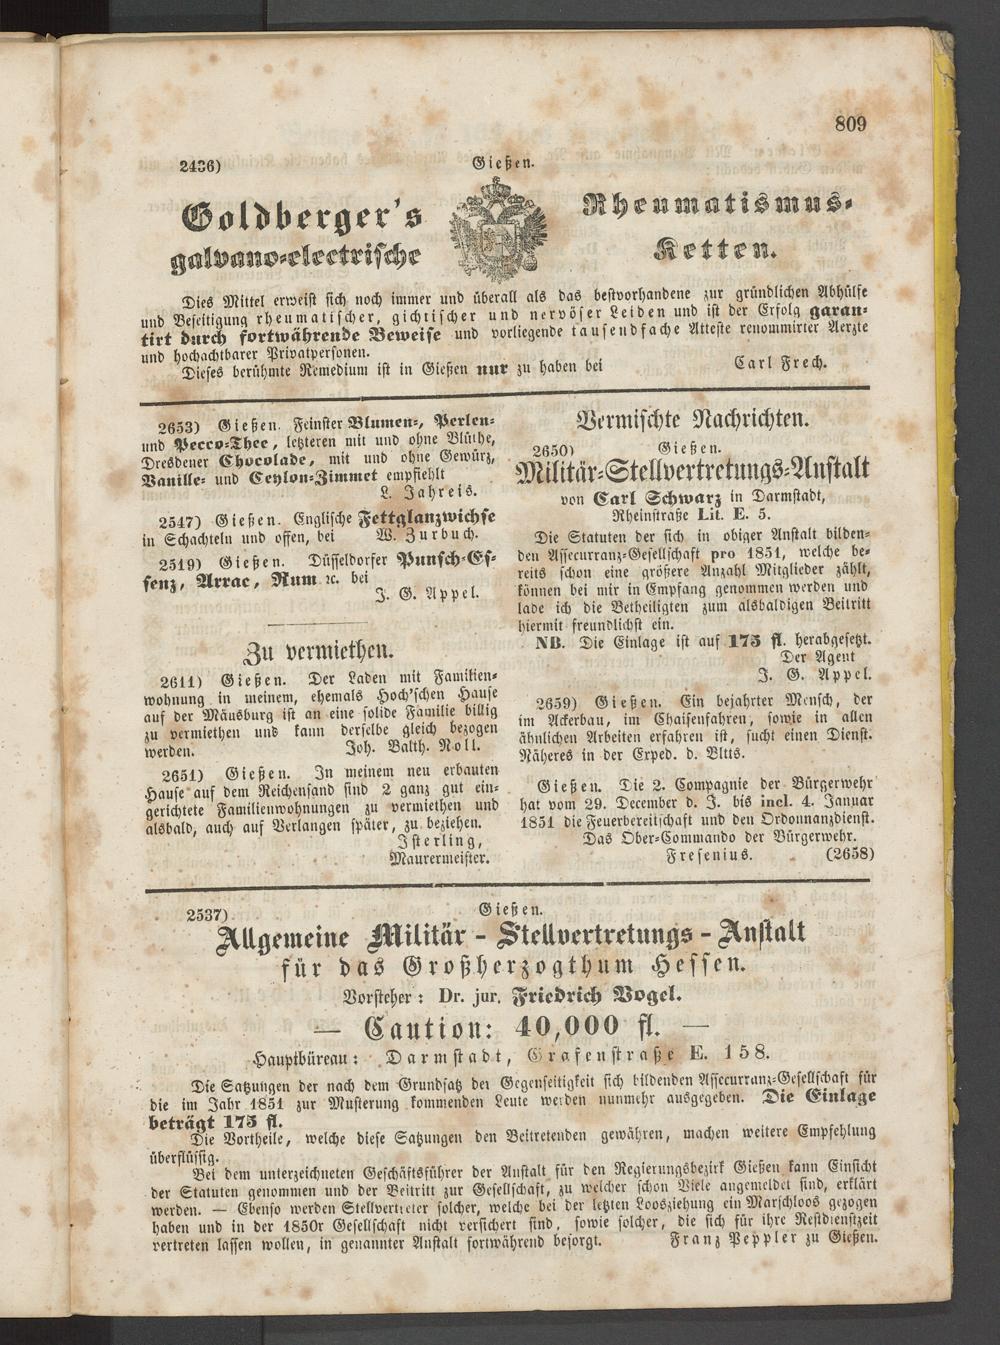 809
2436)
Gießen.
Goldberger's
galvano-electrische
Rheumatismus-
Ketten.
Dies Mittel erweist sich noch immer und überall als das bestvorhandene zur gründlichen Abhülfe
und Beseitigung rheumatischer, gichtischer und nervöser Leiden und ist der Erfolg garan-
tirt durch fortwährende Beweise und vorliegende tausendfache Atteste renommirter Aerzte
und hochachtbarer Privatpersonen.
Dieses berühmte Remedium ist in Gießen nur zu haben bei Carl Frech.
2653) Gießen. Feinster Blumen-, Perlen-
und Pecco-Thee, letzteren mit und ohne Blüthe,
Dresdener Chocolade, mit und ohne Gewürz,
Vanille- und Ceylon-Zimmet empfiehlt
L. Jahreis.
2547) Gießen. Englische Fettglanzwichse
in Schachteln und offen, bei W. Zurbuch.
2519) Gießen. Düsseldorfer Punsch-Es-
senz, Arrac, Rum ꝛc. bei
J. G. Appel.
Zu vermiethen.
2611) Gießen. Der Laden mit Familien-
wohnung in meinem, ehemals Hoch'schen Hause
auf der Mäusburg ist an eine solide Familie billig
zu vermiethen und kann derselbe gleich bezogen
werden. Joh. Balth. Noll.
2651) Gießen. In meinem neu erbauten
Hause auf dem Reichensand sind 2 ganz gut ein-
gerichtete Familienwohnungen zu vermiethen und
alsbald, auch auf Verlangen später, zu beziehen.
Isterling,
Maurermeister.
Vermischte Nachrichten.
2650) Gießen.
Militär-Stellvertretungs-Anstalt
von Carl Schwarz in Darmstadt,
Rheinstraße Lit. E. 5.
Die Statuten der sich in obiger Anstalt bilden-
den Assecurranz-Gesellschaft pro 1851, welche be-
reits schon eine größere Anzahl Mitglieder zählt,
können bei mir in Empfang genommen werden und
lade ich die Betheiligten zum alsbaldigen Beitritt
hiermit freundlichst ein.
NB. Die Einlage ist auf 175 fl. herabgesetzt.
Der Agent
J. G. Appel.
2659) Gießen. Ein bejahrter Mensch, der
im Ackerbau, im Chaisenfahren, sowie in allen
ähnlichen Arbeiten erfahren ist, sucht einen Dienst.
Näheres in der Exped. d. Bltts.
Gießen. Die 2. Compagnie der Bürgerwehr
hat vom 29. December d. J. bis incl. 4. Januar
1851 die Feuerbereitschaft und den Ordonnanzdienst.
Das Ober-Commando der Bürgerwehr.
Fresenius. (2658)
2537) Gießen.
Allgemeine Militär - Stellvertretungs - Anstalt
für das Großherzogthum Hessen.
Vorsteher: Dr. jur. Friedrich Vogel.
— Caution: 40,000 fl. —
Hauptbüreau: Darmstadt, Grafenstraße E. 158.
Die Satzungen der nach dem Grundsatz der Gegenseitigkeit sich bildenden Assecurranz-Gesellschaft für
die im Jahr 1851 zur Musterung kommenden Leute werden nunmehr ausgegeben. Die Einlage
beträgt 175 fl.
Die Vortheile, welche diese Satzungen den Beitretenden gewähren, machen weitere Empfehlung
überflüssig.
Bei dem unterzeichneten Geschäftsführer der Anstalt für den Regierungsbezirk Gießen kann Einsicht
der Statuten genommen und der Beitritt zur Gesellschaft, zu welcher schon Viele angemeldet sind, erklärt
werden. — Ebenso werden Stellvertreter solcher, welche bei der letzten Loosziehung ein Marschloos gezogen
haben und in der 1850r Gesellschaft nicht versichert sind, sowie solcher, die sich für ihre Restdienstzeit
vertreten lassen wollen, in genannter Anstalt fortwährend besorgt. Franz Peppler zu Gießen.